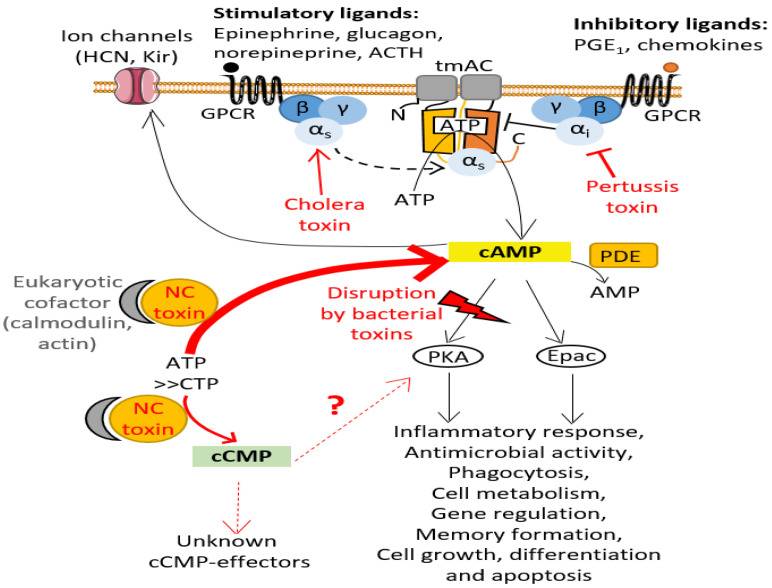 Stimulatory ligands:
Epinephrine, glucagon,
norepineprine, ACTH
Inhibitory ligands:
PGE1, chemokines
Ion channels
(HCN, Kir)
tmAC
GPCR
β
γ
αs
N
ATP
C
αs
γ
β
αi
GPCR
Cholera
toxin
ATP
Pertussis
toxin
cAMP
PDE
AMP
Eukaryotic
cofactor
(calmodulin,
actin)
NC
toxin
Disruption
by bacterial
toxins
ATP
>>CTP
NC
toxin
PKA
Epac
?
cCMP
Inflammatory response,
Antimicrobial activity,
Phagocytosis,
Cell metabolism,
Gene regulation,
Memory formation,
Cell growth, differentiation
and apoptosis
Unknown
cCMP-effectors